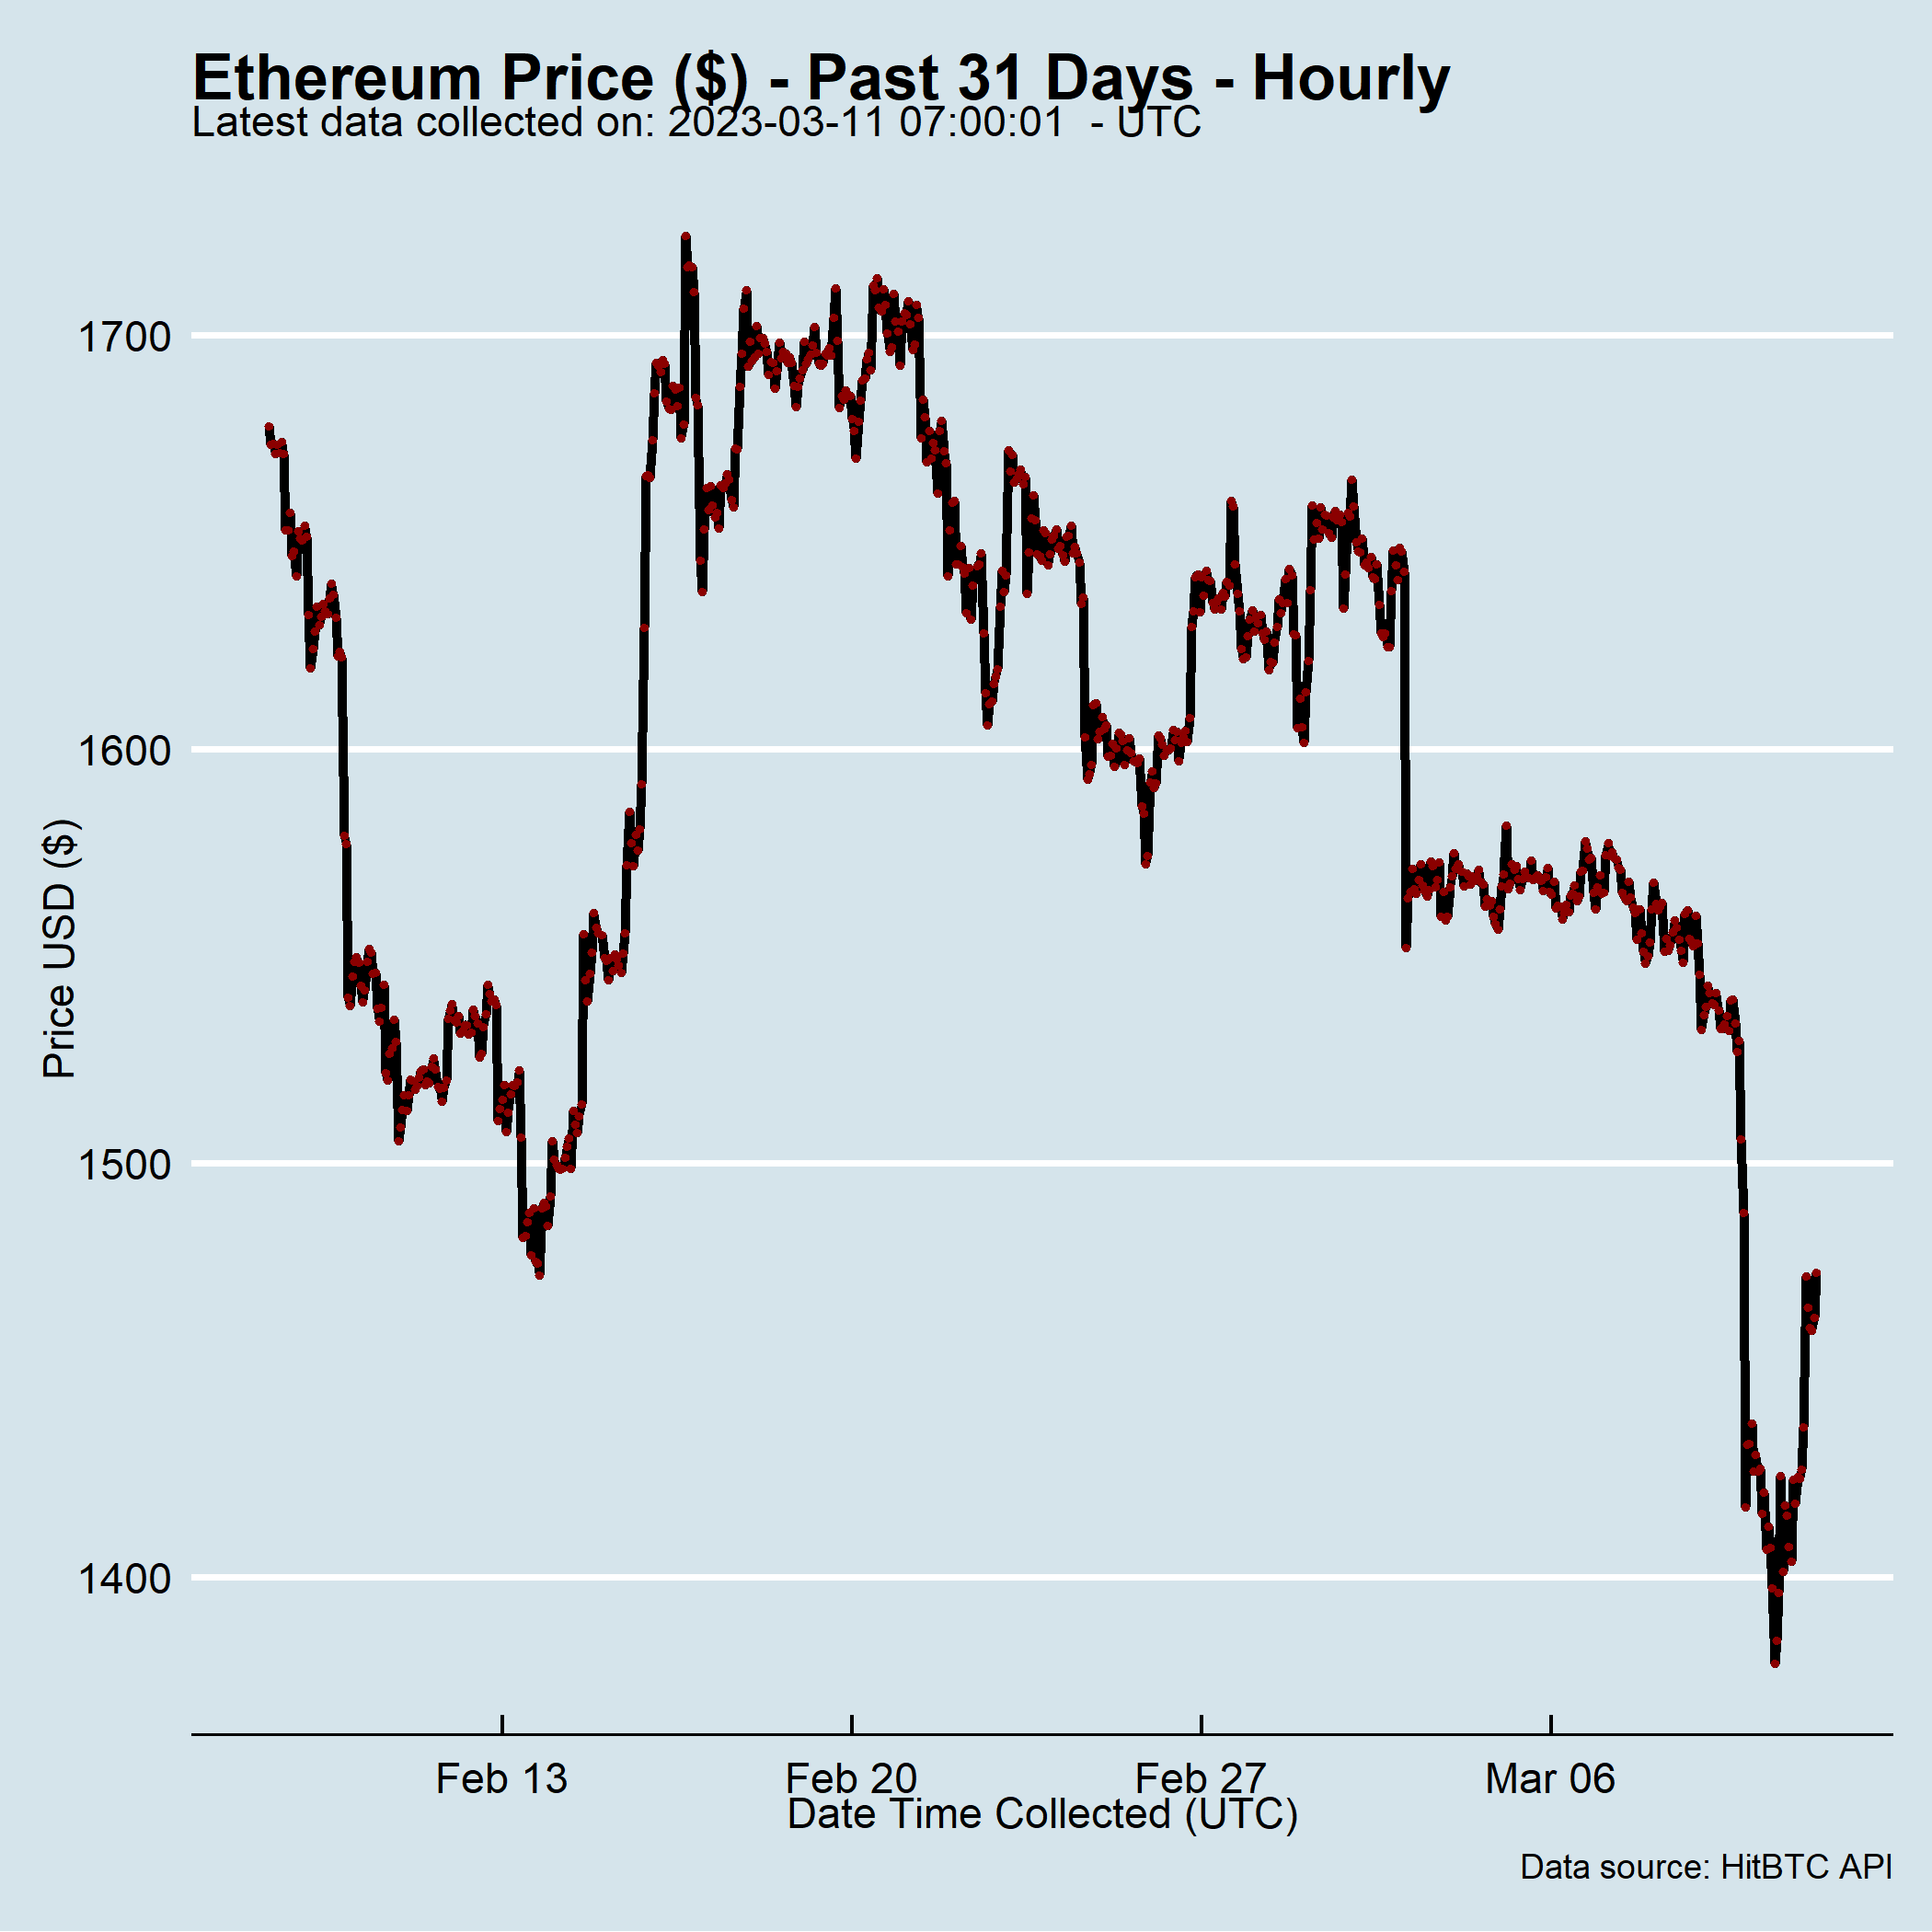 Ethereum Price ($) - Past 31 Days - Hourly
Latest data collected on: 2023-03-11 07:00:01  - UTC
1700
1600
1500
1400
Price USD ($)
Feb 13
Feb 20
Feb 27
Mar 06
Date Time Collected (UTC)
Data source: HitBTC API